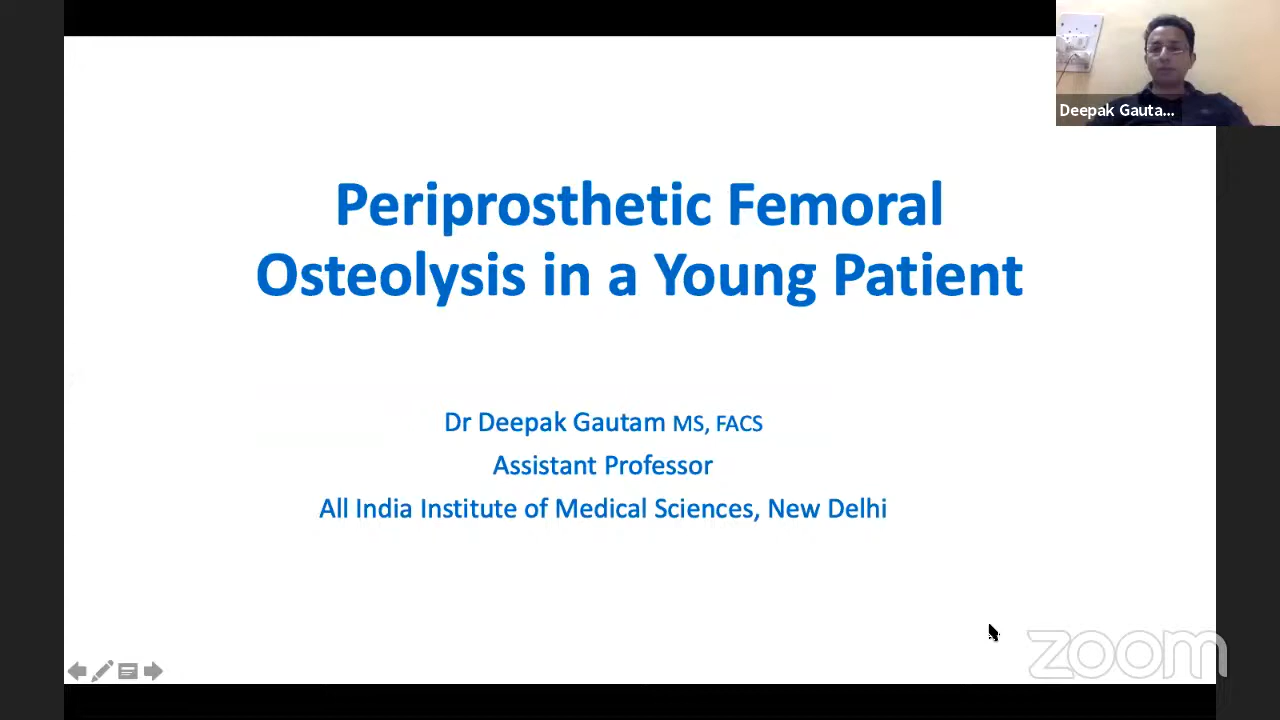 Deepak Gauta...
Periprosthetic Femoral
Osteolysis in a Young Patient
Dr Deepak Gautam MS, FACS
Assistant Professor
All India Institute of Medical Sciences, New Delhi
zoom